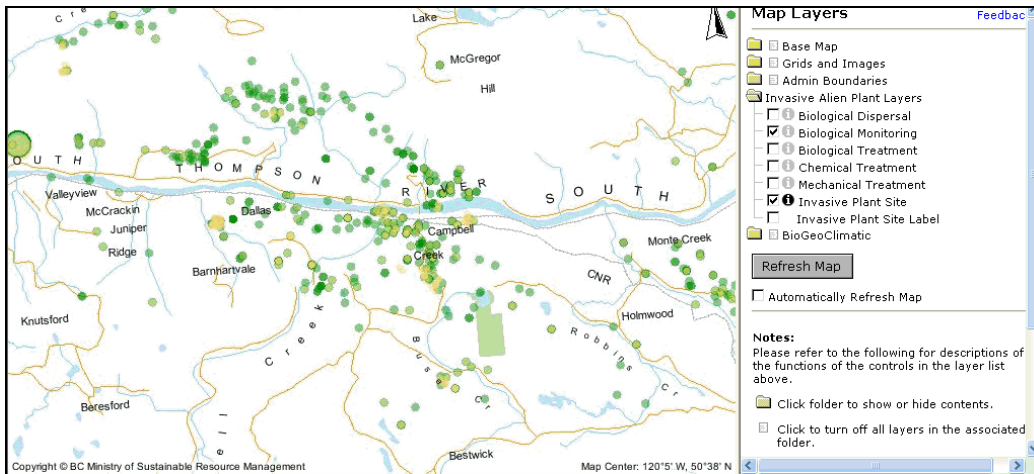 Cre
Lake
McGregor
Hill
OUTH
THOMPSON
RIVER
SOUTH
Valleyview
McCrackin
Juniper
Ridge
Dallas
Campbell
Creek
Barnhartvale
Monte Creek
CNR
Knutsford
Holmwood
Robbins Cr
Creek
Buse Cr
Beresford
ell
Bestwick
Copyright © BC Ministry of Sustainable Resource Management
Map Center: 120°5' W, 50°38' N
Map Layers
Feedbac
Base Map
Grids and Images
Admin Boundaries
Invasive Alien Plant Layers
Biological Dispersal
Biological Monitoring
Biological Treatment
Chemical Treatment
Mechanical Treatment
Invasive Plant Site
Invasive Plant Site Label
BioGeoClimatic
Refresh Map
Automatically Refresh Map
Notes:
Please refer to the following for descriptions of
the functions of the controls in the layer list
above.
Click folder to show or hide contents.
Click to turn off all layers in the associated
folder.